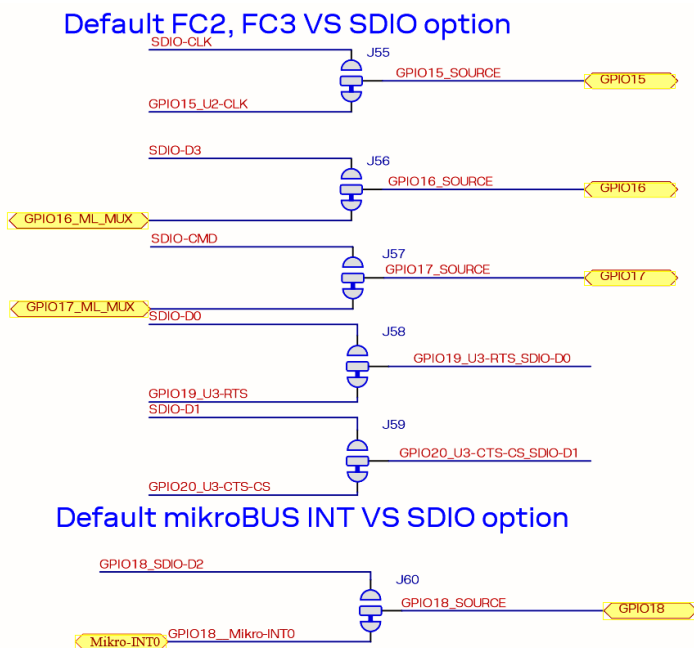 Default FC2, FC3 VS SDIO option
SDIO-CLK
J55
GPIO15_SOURCE
GPIO15
GPIO15_U2-CLK
SDIO-D3
J56
GPIO16_SOURCE
GPIO16
GPIO16_ML_MUX
SDIO-CMD
J57
GPIO17_SOURCE
GPIO17
GPIO17_ML_MUX
SDIO-D0
J58
GPIO19_U3-RTS_SDIO-D0
GPIO19_U3-RTS
SDIO-D1
J59
GPIO20_U3-CTS-CS_SDIO-D1
GPIO20_U3-CTS-CS
Default mikroBUS INT VS SDIO option
GPIO18_SDIO-D2
J60
GPIO18_SOURCE
GPIO18
Mikro-INT0
GPIO18__Mikro-INT0